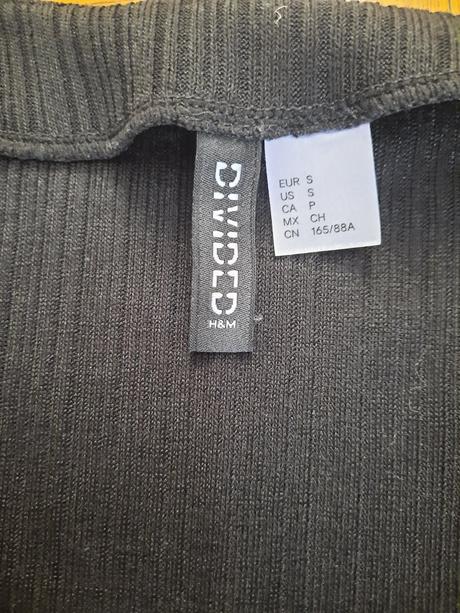 DIVIDED
H&M
EUR S
US S
CA P
MX CH
CN 165/88A